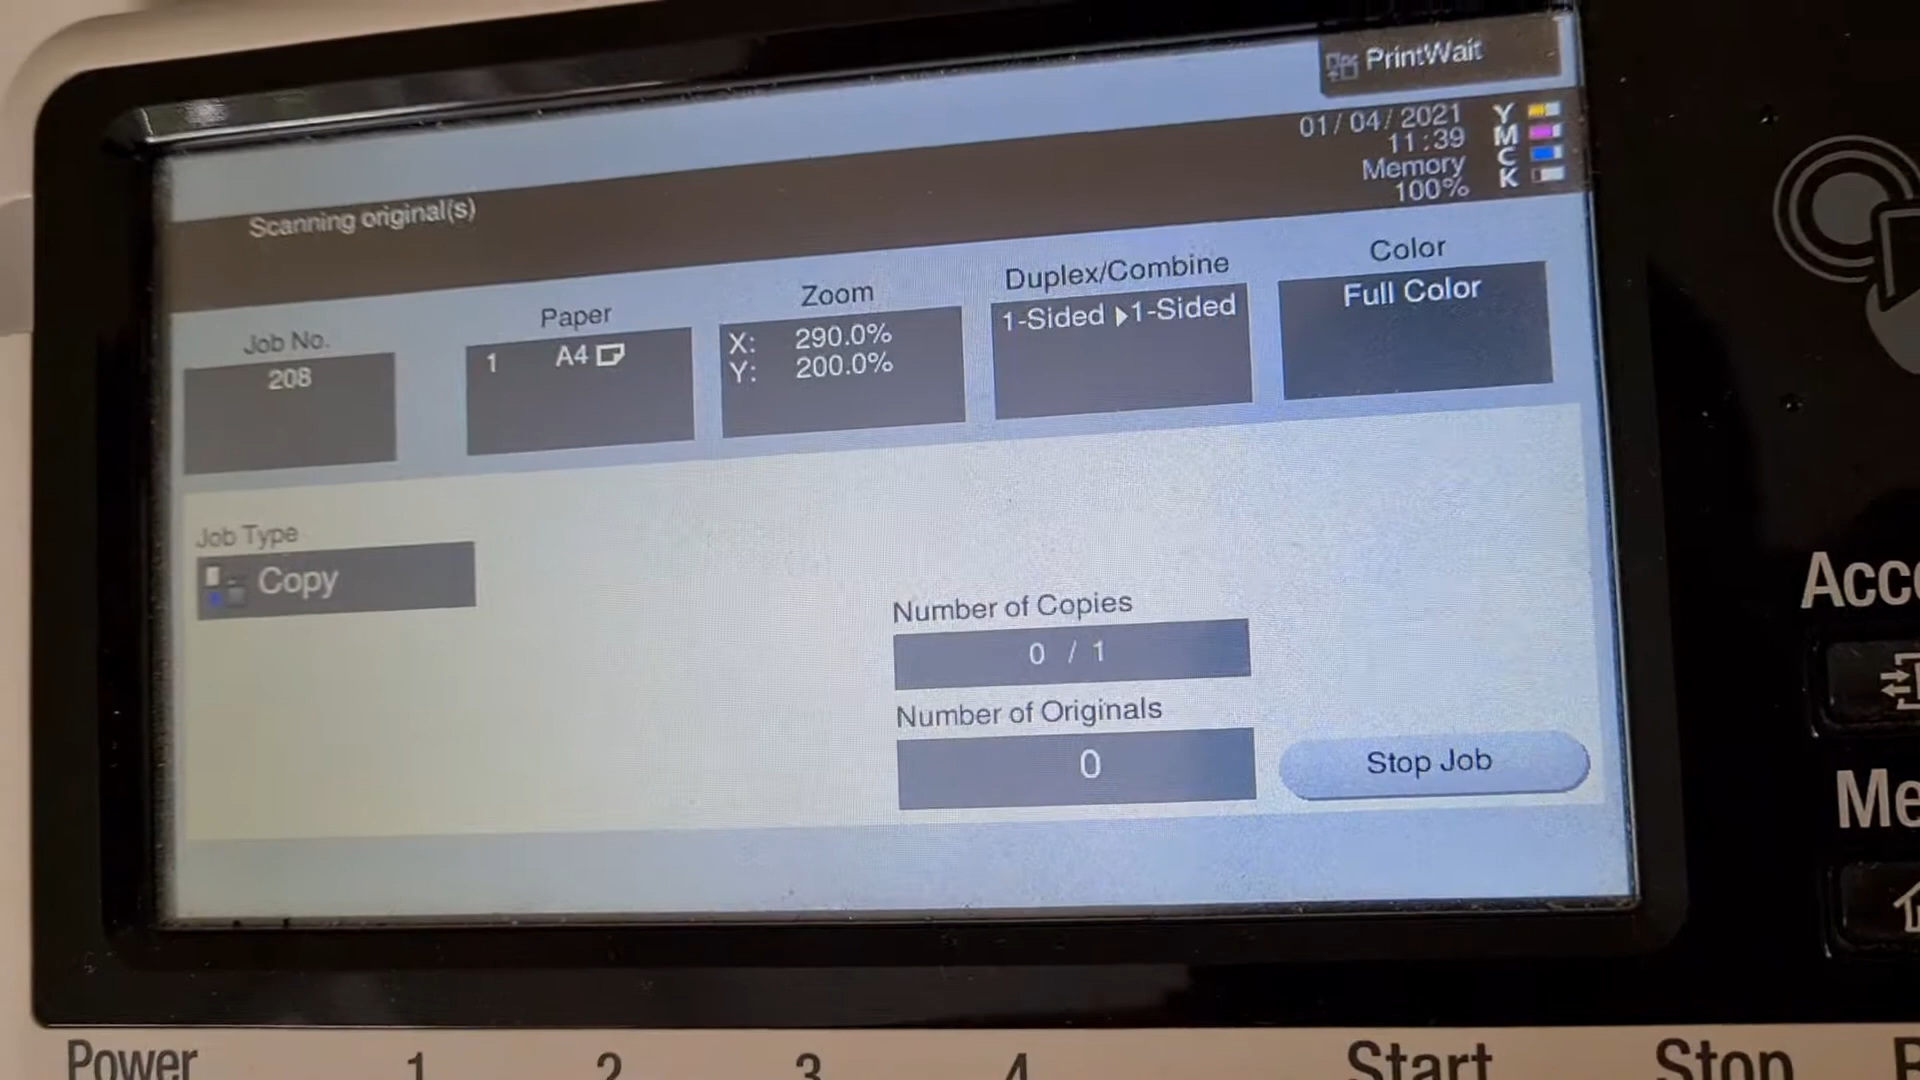 PrintWait
01/04/2021
11:39
Memory
100%
Y
M
C
K
Scanning original(s)
Job No.
208
Paper
1 A4
Zoom
X: 290.0%
Y: 200.0%
Duplex/Combine
1-Sided ▶ 1-Sided
Color
Full Color
Job Type
Copy
Number of Copies
0 / 1
Number of Originals
0
Stop Job
Power
1
2
3
4
Start
Stop